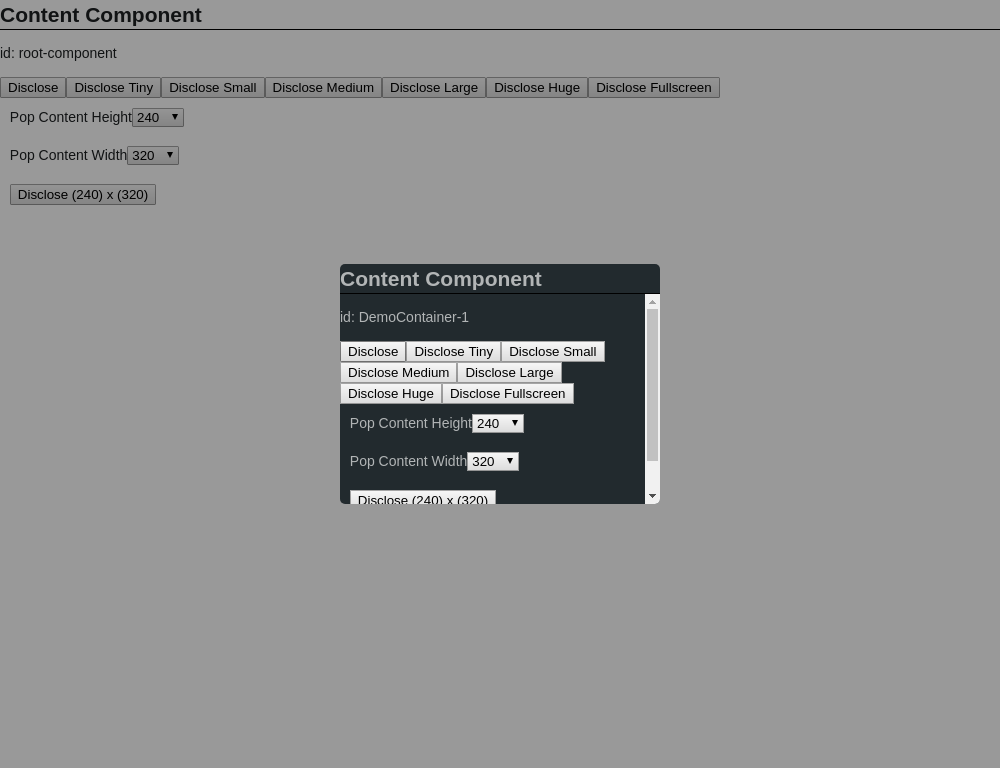 Content Component
id: root-component
Disclose Disclose Tiny Disclose Small Disclose Medium Disclose Large Disclose Huge Disclose Fullscreen
Pop Content Height 240
Pop Content Width 320
Disclose (240) x (320)
Content Component
id: DemoContainer-1
Disclose Disclose Tiny Disclose Small
Disclose Medium Disclose Large
Disclose Huge Disclose Fullscreen
Pop Content Height 240
Pop Content Width 320
Disclose (240) x (320)